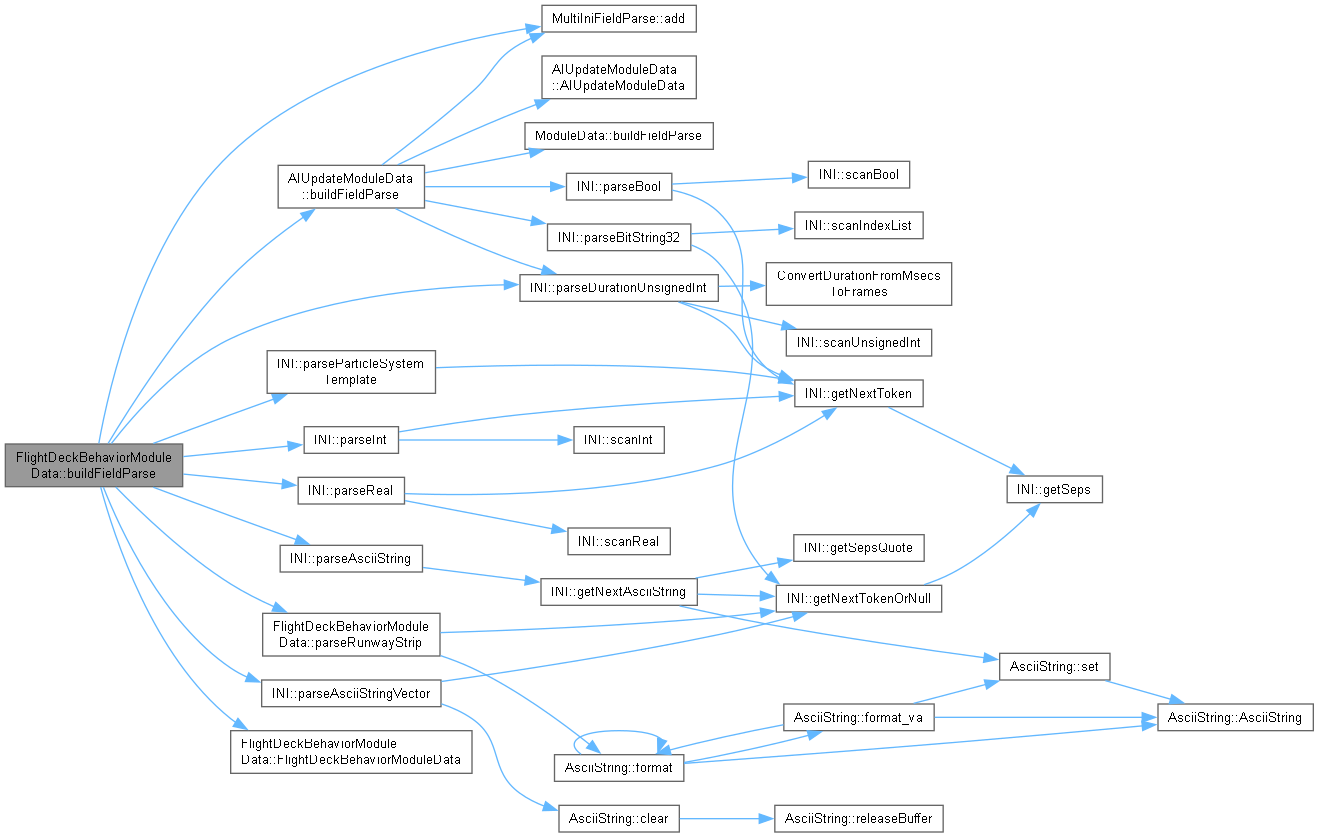 MultiIniFieldParse::add
AIUpdateModuleData
::AIUpdateModuleData
ModuleData::buildFieldParse
AIUpdateModuleData
::buildFieldParse
INI::parseBool
INI::scanBool
INI::parseBitString32
INI::scanIndexList
INI::parseDurationUnsignedInt
ConvertDurationFromMsecs
ToFrames
INI::scanUnsignedInt
INI::parseParticleSystem
Template
INI::getNextToken
INI::parseInt
INI::scanInt
FlightDeckBehaviorModule
Data::buildFieldParse
INI::parseReal
INI::getSeps
INI::scanReal
INI::parseAsciiString
INI::getSepsQuote
INI::getNextAsciiString
INI::getNextTokenOrNull
FlightDeckBehaviorModule
Data::parseRunwayStrip
AsciiString::set
INI::parseAsciiStringVector
AsciiString::format_va
AsciiString::AsciiString
FlightDeckBehaviorModule
Data::FlightDeckBehaviorModuleData
AsciiString::format
AsciiString::clear
AsciiString::releaseBuffer